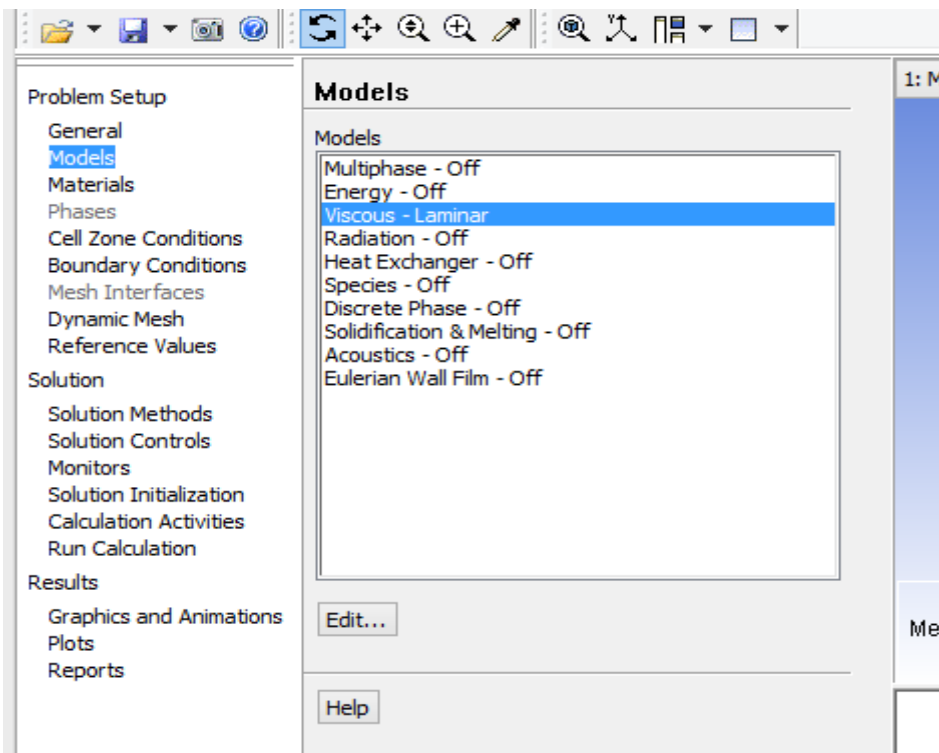 Problem Setup
General
Models
Materials
Phases
Cell Zone Conditions
Boundary Conditions
Mesh Interfaces
Dynamic Mesh
Reference Values
Solution
Solution Methods
Solution Controls
Monitors
Solution Initialization
Calculation Activities
Run Calculation
Results
Graphics and Animations
Plots
Reports
Models
Models
Multiphase - Off
Energy - Off
Viscous - Laminar
Radiation - Off
Heat Exchanger - Off
Species - Off
Discrete Phase - Off
Solidification & Melting - Off
Acoustics - Off
Eulerian Wall Film - Off
Edit...
Help
1: M
Me